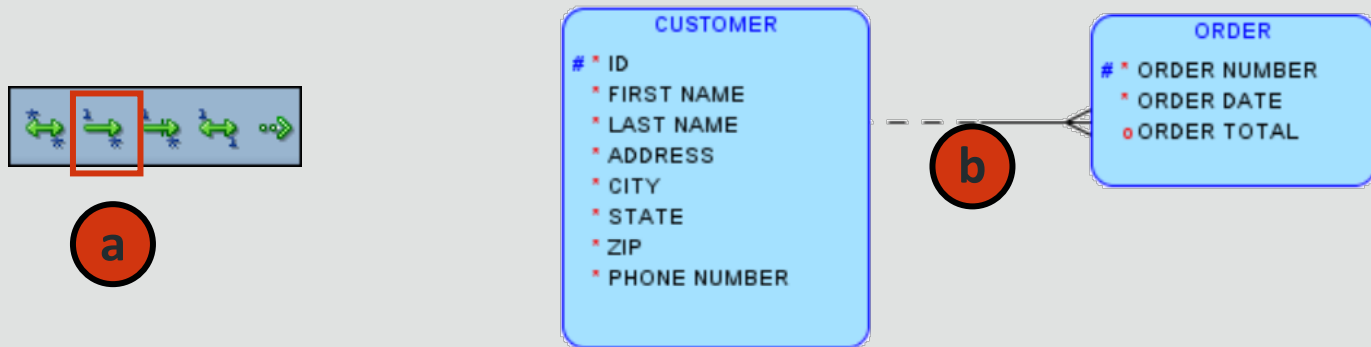 a
CUSTOMER
# * ID
* FIRST NAME
* LAST NAME
* ADDRESS
* CITY
* STATE
* ZIP
* PHONE NUMBER
b
ORDER
# * ORDER NUMBER
* ORDER DATE
o ORDER TOTAL